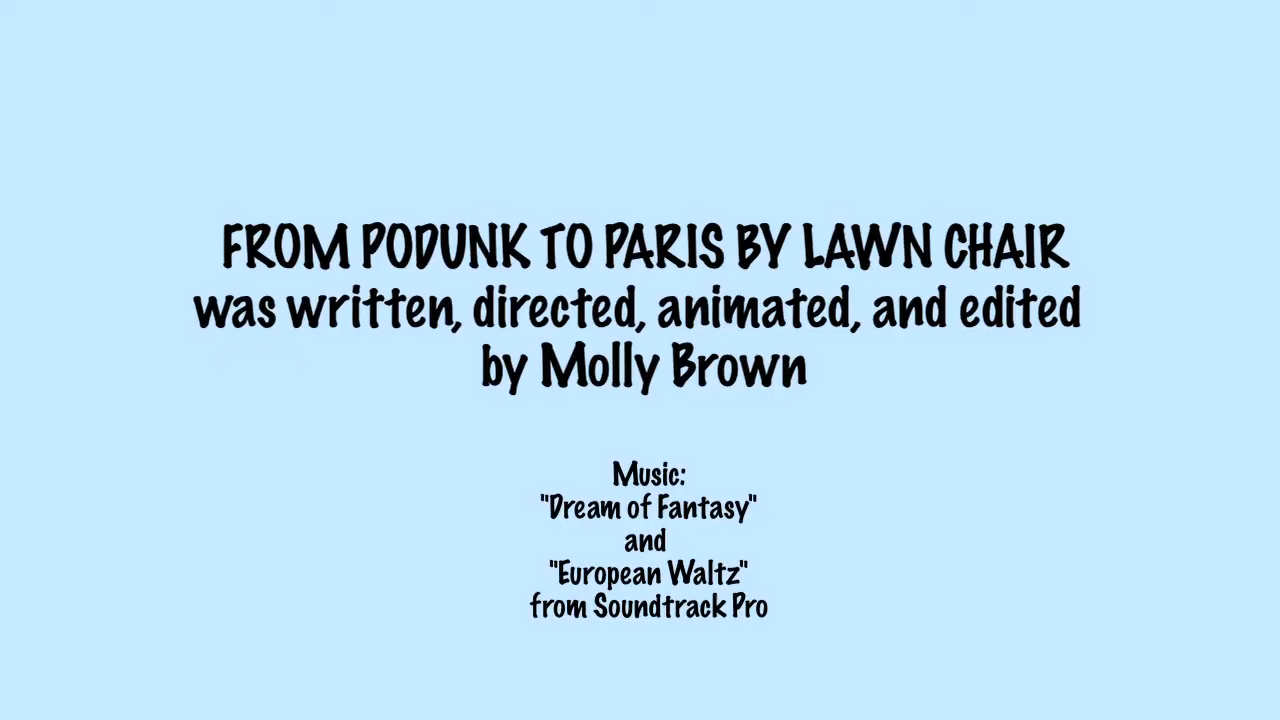 FROM PODUNK TO PARIS BY LAWN CHAIR
was written, directed, animated, and edited
by Molly Brown
Music:
"Dream of Fantasy"
and
"European Waltz"
from Soundtrack Pro